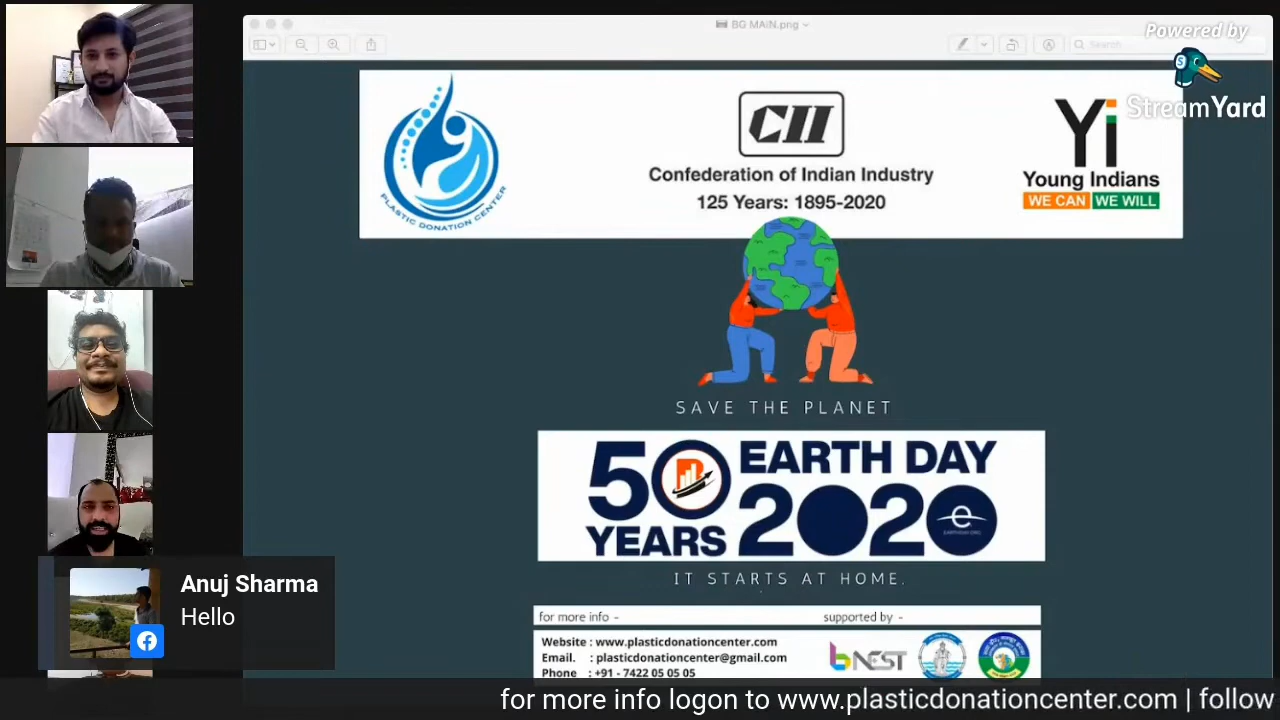 BG MAIN.png
Search
Powered by
StreamYard
PLASTIC DONATION CENTER
CII
Confederation of Indian Industry
125 Years: 1895-2020
Yi
Young Indians
WE CAN WE WILL
SAVE THE PLANET
50 YEARS
EARTH DAY 2020
EARTHDAY.ORG
IT STARTS AT HOME.
for more info -
supported by -
Website : www.plasticdonationcenter.com
Email. : plasticdonationcenter@gmail.com
Phone : +91 - 7422 05 05 05
bNEST
Anuj Sharma
Hello
for more info logon to www.plasticdonationcenter.com | follow